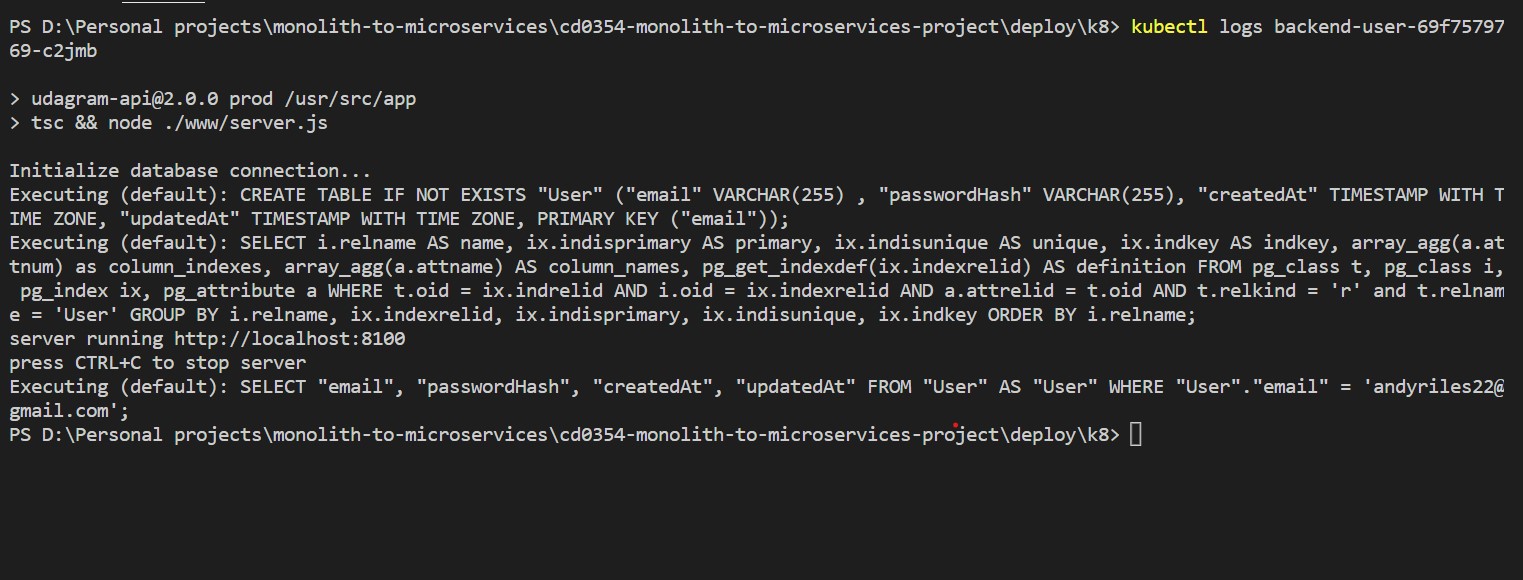 PS D:\Personal projects\monolith-to-microservices\cd0354-monolith-to-microservices-project\deploy\k8> kubectl logs backend-user-69f75797
69-c2jmb
> udagram-api@2.0.0 prod /usr/src/app
> tsc && node ./www/server.js
Initialize database connection...
Executing (default): CREATE TABLE IF NOT EXISTS "User" ("email" VARCHAR(255) , "passwordHash" VARCHAR(255), "createdAt" TIMESTAMP WITH T
IME ZONE, "updatedAt" TIMESTAMP WITH TIME ZONE, PRIMARY KEY ("email"));
Executing (default): SELECT i.relname AS name, ix.indisprimary AS primary, ix.indisunique AS unique, ix.indkey AS indkey, array_agg(a.at
tnum) as column_indexes, array_agg(a.attname) AS column_names, pg_get_indexdef(ix.indexrelid) AS definition FROM pg_class t, pg_class i,
 pg_index ix, pg_attribute a WHERE t.oid = ix.indrelid AND i.oid = ix.indexrelid AND a.attrelid = t.oid AND t.relkind = 'r' and t.relnam
e = 'User' GROUP BY i.relname, ix.indexrelid, ix.indisprimary, ix.indisunique, ix.indkey ORDER BY i.relname;
server running http://localhost:8100
press CTRL+C to stop server
Executing (default): SELECT "email", "passwordHash", "createdAt", "updatedAt" FROM "User" AS "User" WHERE "User"."email" = 'andyriles22@
gmail.com';
PS D:\Personal projects\monolith-to-microservices\cd0354-monolith-to-microservices-project\deploy\k8>